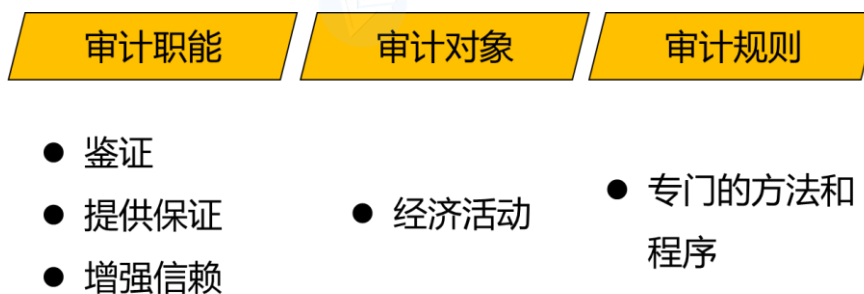 审计职能
审计对象
审计规则
● 鉴证
● 提供保证
● 增强信赖
● 经济活动
● 专门的方法和
程序